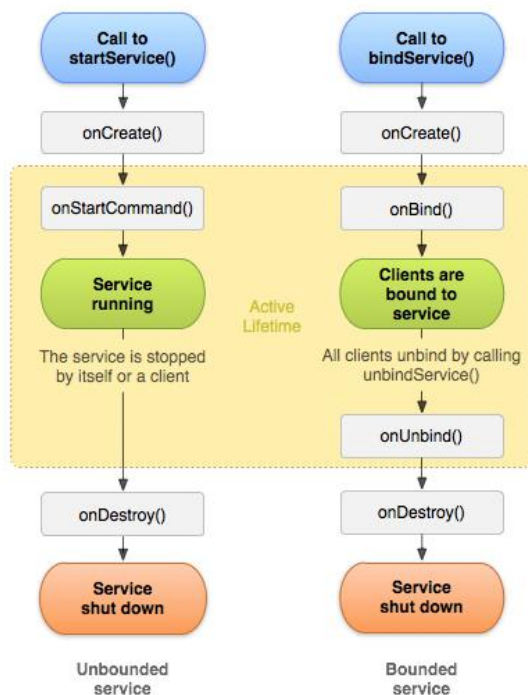 Call to
startService()
onCreate()
onStartCommand()
Service
running
The service is stopped
by itself or a client
onDestroy()
Service
shut down
Unbounded
service
Active
Lifetime
Call to
bindService()
onCreate()
onBind()
Clients are
bound to
service
All clients unbind by calling
unbindService()
onUnbind()
onDestroy()
Service
shut down
Bounded
service